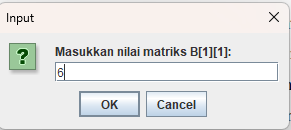 Input
Masukkan nilai matriks B[1][1]:
6
OK
Cancel